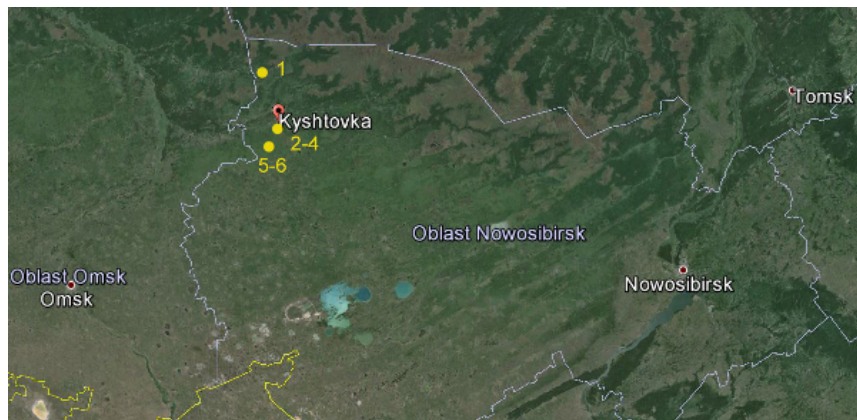 1
Tomsk
Kyshtovka
2-4
5-6
Oblast Nowosibirsk
Oblast Omsk
Omsk
Nowosibirsk